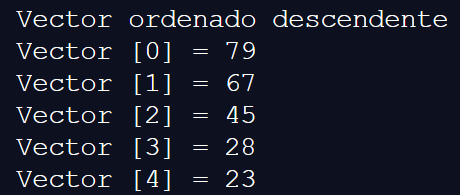 Vector ordenado descendente
Vector [0] = 79
Vector [1] = 67
Vector [2] = 45
Vector [3] = 28
Vector [4] = 23